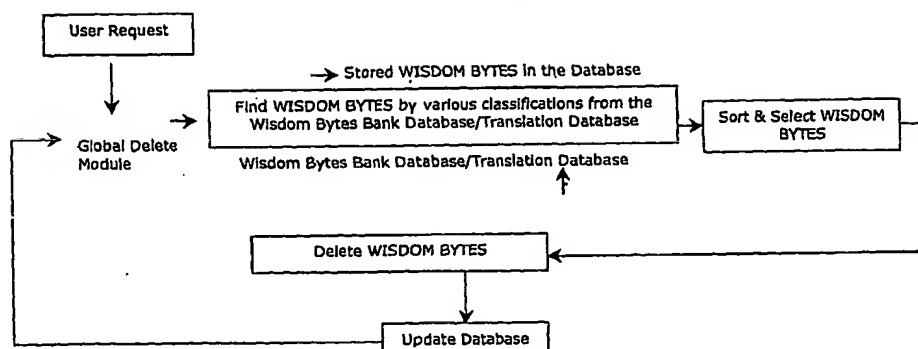 User Request
Stored WISDOM BYTES in the Database
Find WISDOM BYTES by various classifications from the
Wisdom Bytes Bank Database/Translation Database
Sort & Select WISDOM
BYTES
Global Delete
Module
Wisdom Bytes Bank Database/Translation Database
Delete WISDOM BYTES
Update Database